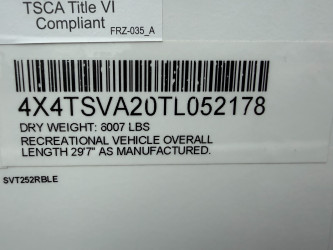 TSCA Title VI
Compliant
FRZ-035_A
4X4TSVA20TL052178
DRY WEIGHT: 6007 LBS
RECREATIONAL VEHICLE OVERALL
LENGTH 29'7" AS MANUFACTURED.
SVT252RBLE